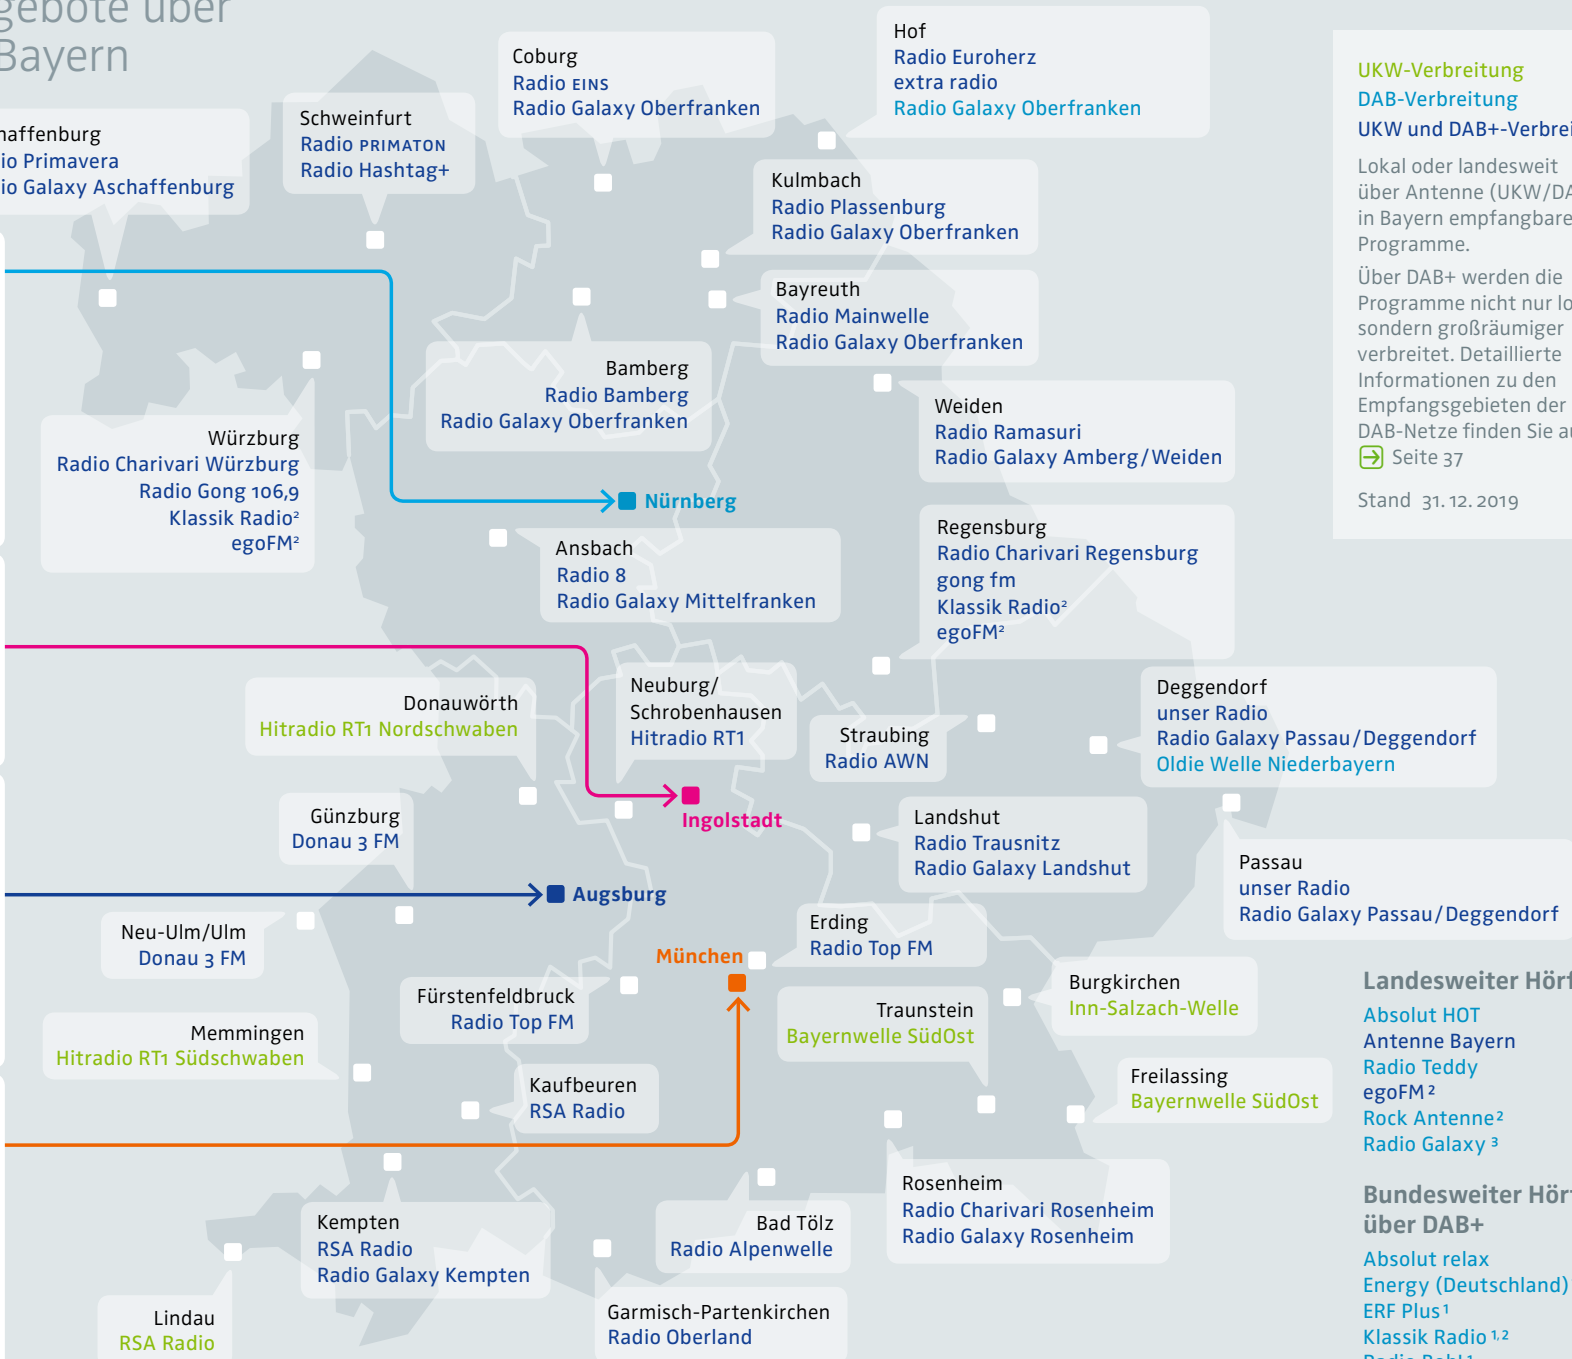 gebote über
Bayern
haffenburg
io Primavera
io Galaxy Aschaffenburg
Schweinfurt
Radio PRIMATON
Radio Hashtag+
Coburg
Radio EINS
Radio Galaxy Oberfranken
Hof
Radio Euroherz
extra radio
Radio Galaxy Oberfranken
Kulmbach
Radio Plassenburg
Radio Galaxy Oberfranken
Bayreuth
Radio Mainwelle
Radio Galaxy Oberfranken
Bamberg
Radio Bamberg
Radio Galaxy Oberfranken
Würzburg
Radio Charivari Würzburg
Radio Gong 106,9
Klassik Radio²
egoFM²
Weiden
Radio Ramasuri
Radio Galaxy Amberg/Weiden
Nürnberg
Ansbach
Radio 8
Radio Galaxy Mittelfranken
Regensburg
Radio Charivari Regensburg
gong fm
Klassik Radio²
egoFM²
Donauwörth
Hitradio RT1 Nordschwaben
Neuburg/
Schrobenhausen
Hitradio RT1
Straubing
Radio AWN
Deggendorf
unser Radio
Radio Galaxy Passau/Deggendorf
Oldie Welle Niederbayern
Günzburg
Donau 3 FM
Ingolstadt
Landshut
Radio Trausnitz
Radio Galaxy Landshut
Passau
unser Radio
Radio Galaxy Passau/Deggendorf
Augsburg
Neu-Ulm/Ulm
Donau 3 FM
Erding
Radio Top FM
München
Fürstenfeldbruck
Radio Top FM
Traunstein
Bayernwelle SüdOst
Burgkirchen
Inn-Salzach-Welle
Memmingen
Hitradio RT1 Südschwaben
Kaufbeuren
RSA Radio
Freilassing
Bayernwelle SüdOst
Kempten
RSA Radio
Radio Galaxy Kempten
Bad Tölz
Radio Alpenwelle
Rosenheim
Radio Charivari Rosenheim
Radio Galaxy Rosenheim
Lindau
RSA Radio
Garmisch-Partenkirchen
Radio Oberland
UKW-Verbreitung
DAB-Verbreitung
UKW und DAB+-Verbrei
Lokal oder landesweit
über Antenne (UKW/DA
in Bayern empfangbare
Programme.
Über DAB+ werden die
Programme nicht nur lo
sondern großräumiger
verbreitet. Detaillierte
Informationen zu den
Empfangsgebieten der
DAB-Netze finden Sie au
Seite 37
Stand 31. 12. 2019
Landesweiter Hörf
Absolut HOT
Antenne Bayern
Radio Teddy
egoFM ²
Rock Antenne²
Radio Galaxy ³
Bundesweiter Hörf
über DAB+
Absolut relax
Energy (Deutschland)
ERF Plus¹
Klassik Radio ¹,²